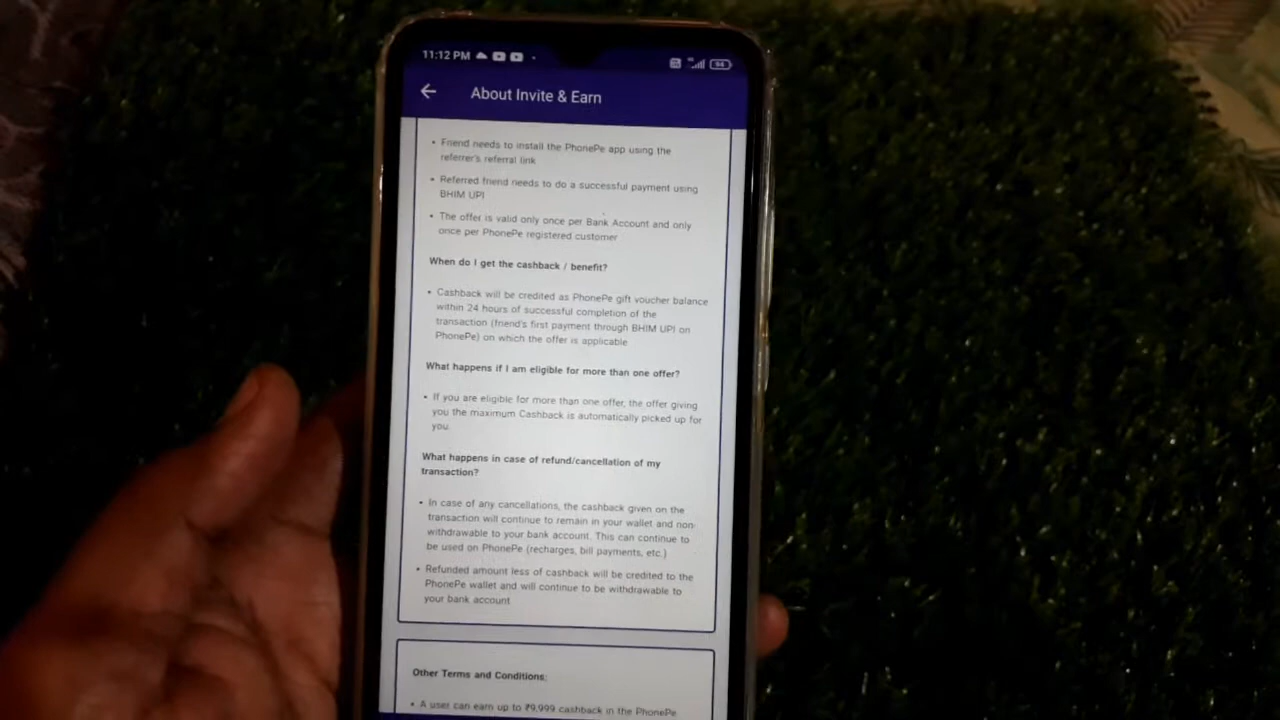 11:12 PM
94
About Invite & Earn
• Friend needs to install the PhonePe app using the
referrer's referral link
• Referred friend needs to do a successful payment using
BHIM UPI
• The offer is valid only once per Bank Account and only
once per PhonePe registered customer
When do I get the cashback / benefit?
• Cashback will be credited as PhonePe gift voucher balance
within 24 hours of successful completion of the
transaction (friend's first payment through BHIM UPI on
PhonePe) on which the offer is applicable
What happens if I am eligible for more than one offer?
• If you are eligible for more than one offer, the offer giving
you the maximum Cashback is automatically picked up for
you.
What happens in case of refund/cancellation of my
transaction?
• In case of any cancellations, the cashback given on the
transaction will continue to remain in your wallet and non-
withdrawable to your bank account. This can continue to
be used on PhonePe (recharges, bill payments, etc.)
• Refunded amount less of cashback will be credited to the
PhonePe wallet and will continue to be withdrawable to
your bank account
Other Terms and Conditions:
• A user can earn up to ₹9,999 cashback in the PhonePe